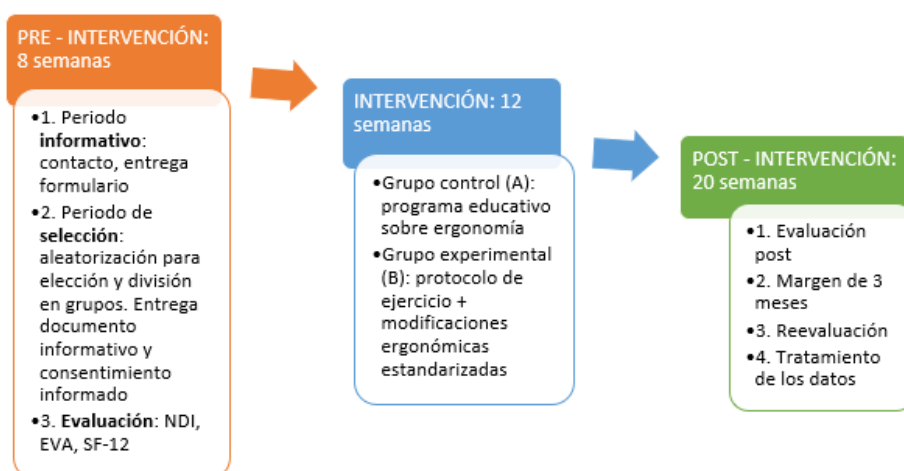 PRE - INTERVENCIÓN:
8 semanas
•1. Periodo
informativo:
contacto, entrega
formulario
•2. Periodo de
selección:
aleatorización para
elección y división
en grupos. Entrega
documento
informativo y
consentimiento
informado
•3. Evaluación: NDI,
EVA, SF-12
INTERVENCIÓN: 12
semanas
•Grupo control (A):
programa educativo
sobre ergonomía
•Grupo experimental
(B): protocolo de
ejercicio +
modificaciones
ergonómicas
estandarizadas
POST - INTERVENCIÓN:
20 semanas
•1. Evaluación
post
•2. Margen de 3
meses
•3. Reevaluación
•4. Tratamiento
de los datos